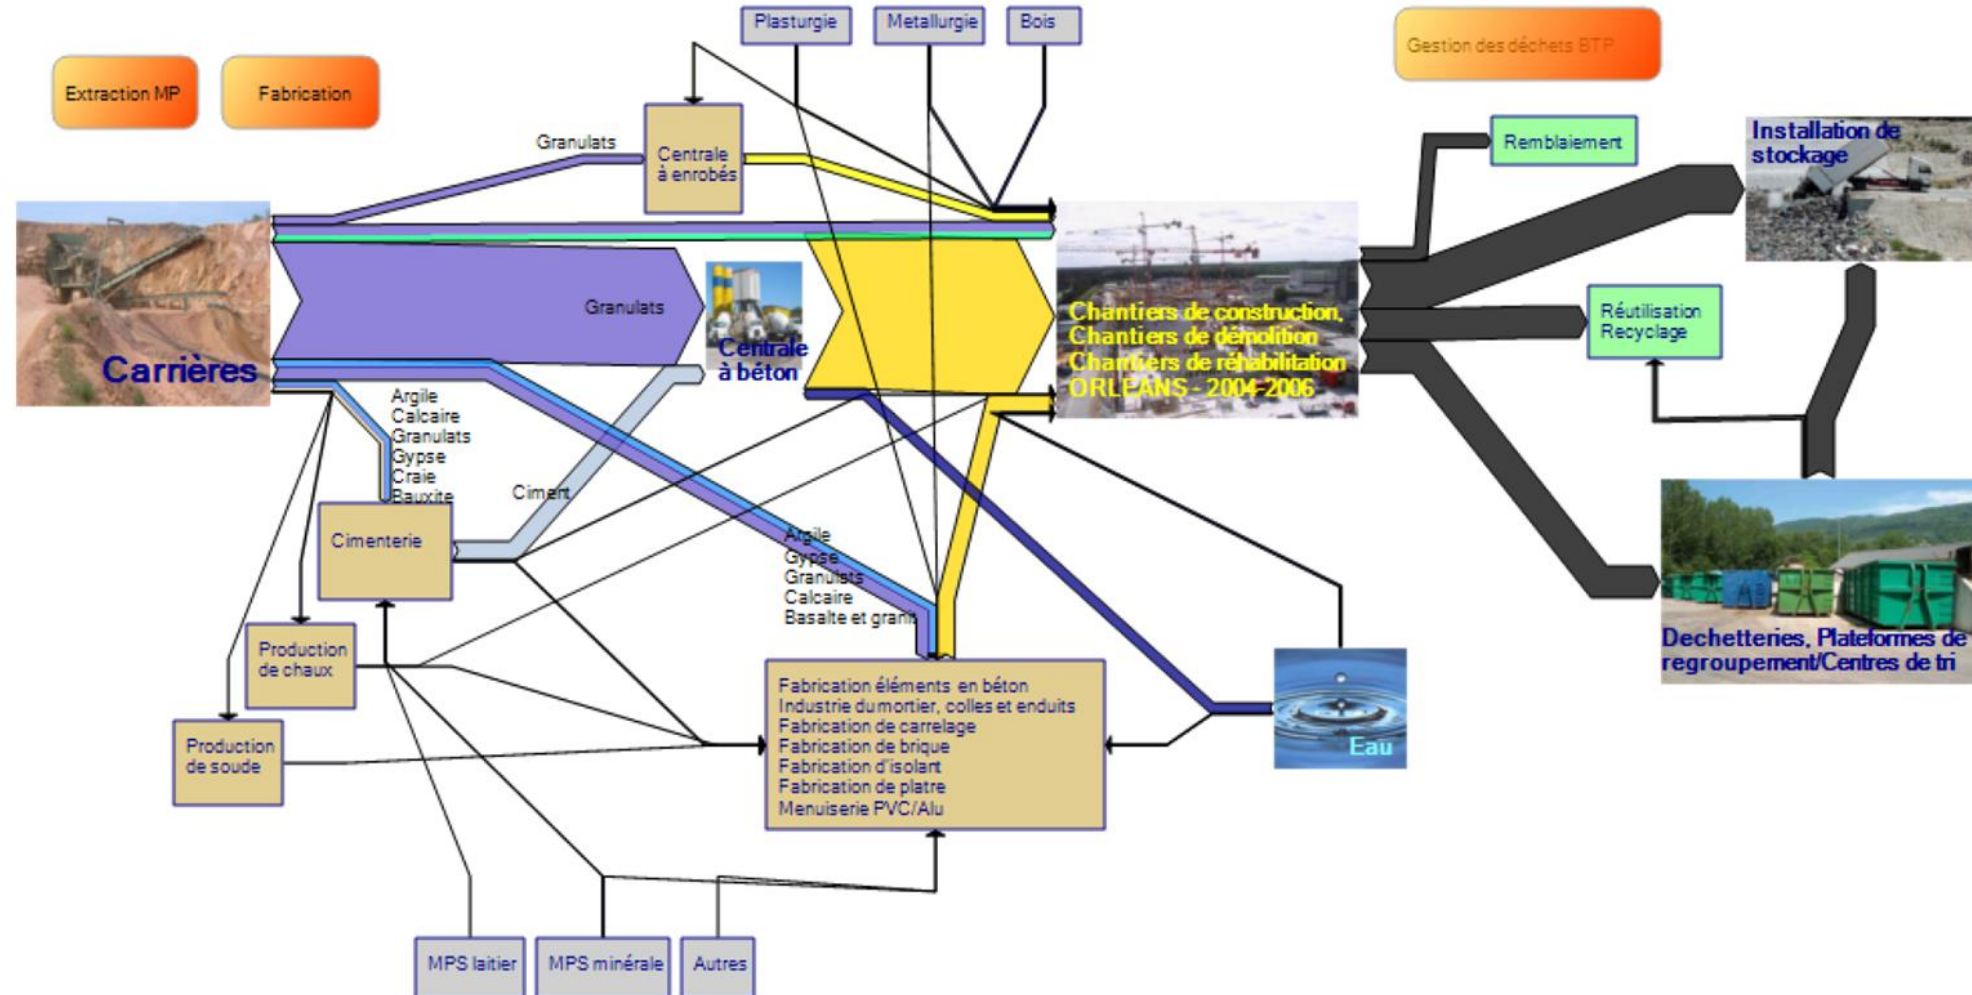 Plasturgie
Metallurgie
Bois
Gestion des déchets BTP
Extraction MP
Fabrication
Granulats
Centrale
à enrobés
Remblaiement
Installation de
stockage
Carrières
Granulats
Centrale
à béton
Chantiers de construction,
Chantiers de démolition
Chantiers de réhabilitation
ORLEANS - 2004-2006
Réutilisation
Recyclage
Argile
Calcaire
Granulats
Gypse
Craie
Bauxite
Ciment
Cimenterie
Argile
Gypse
Granulats
Calcaire
Basalte et granit
Production
de chaux
Production
de soude
Fabrication éléments en béton
Industrie du mortier, colles et enduits
Fabrication de carrelage
Fabrication de brique
Fabrication d'isolant
Fabrication de platre
Menuiserie PVC/Alu
Eau
Dechetteries, Plateformes de
regroupement/Centres de tri
MPS laitier
MPS minérale
Autres